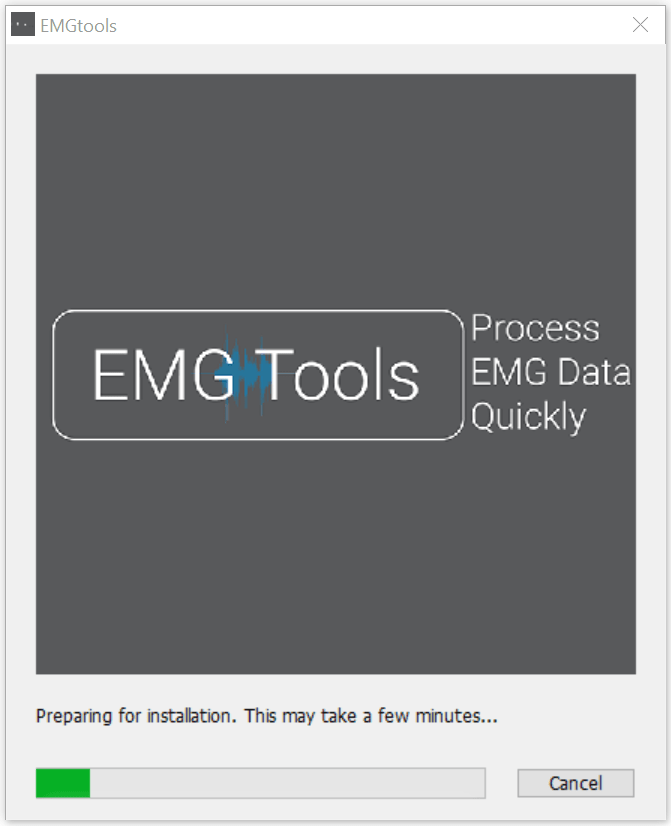 EMGtools
EMG Tools
Process
EMG Data
Quickly
Preparing for installation. This may take a few minutes...
Cancel